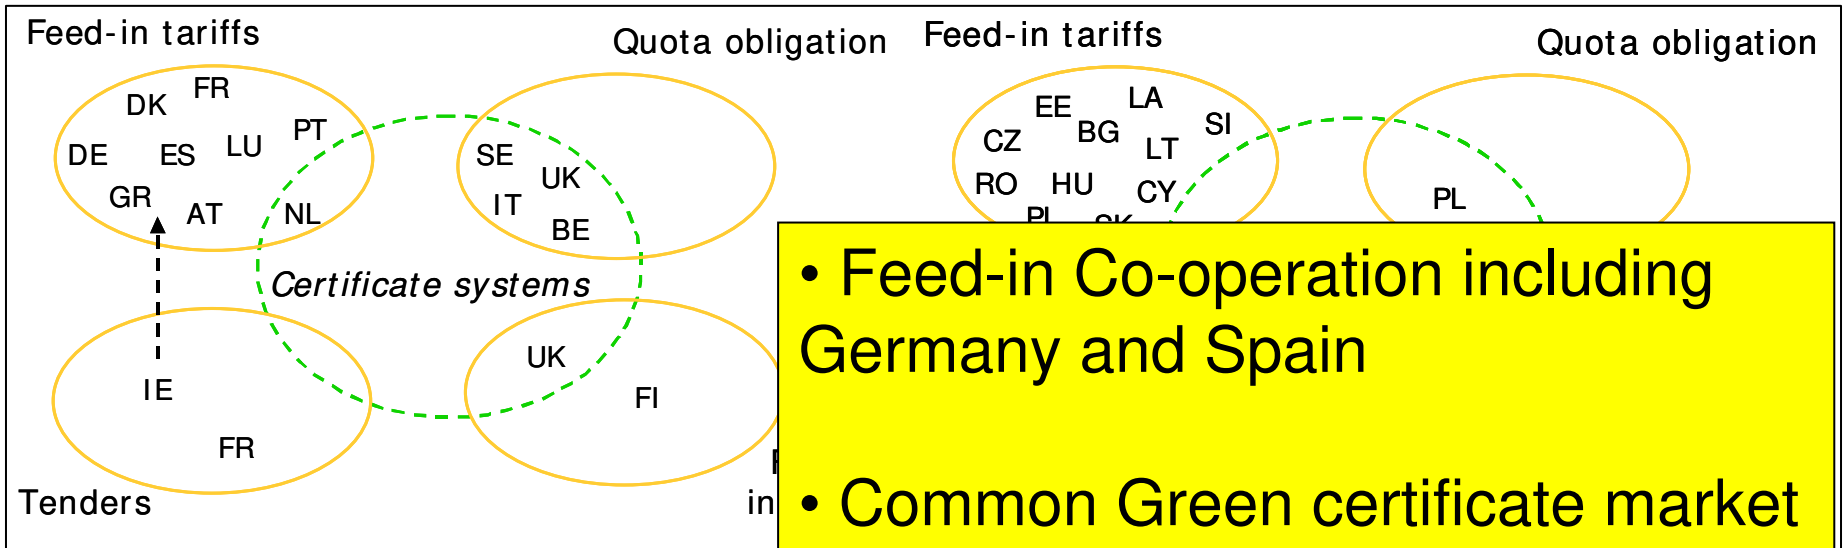 Feed-in tariffs
Quota obligation
FR
DK
PT
LU
DE
ES
GR
AT
NL
SE
UK
IT
BE
Certificate systems
IE
FR
UK
FI
Tenders
in
Feed-in tariffs
Quota obligation
LA
EE
SI
BG
CZ
LT
RO
HU
CY
PL
• Feed-in Co-operation including
Germany and Spain
• Common Green certificate market